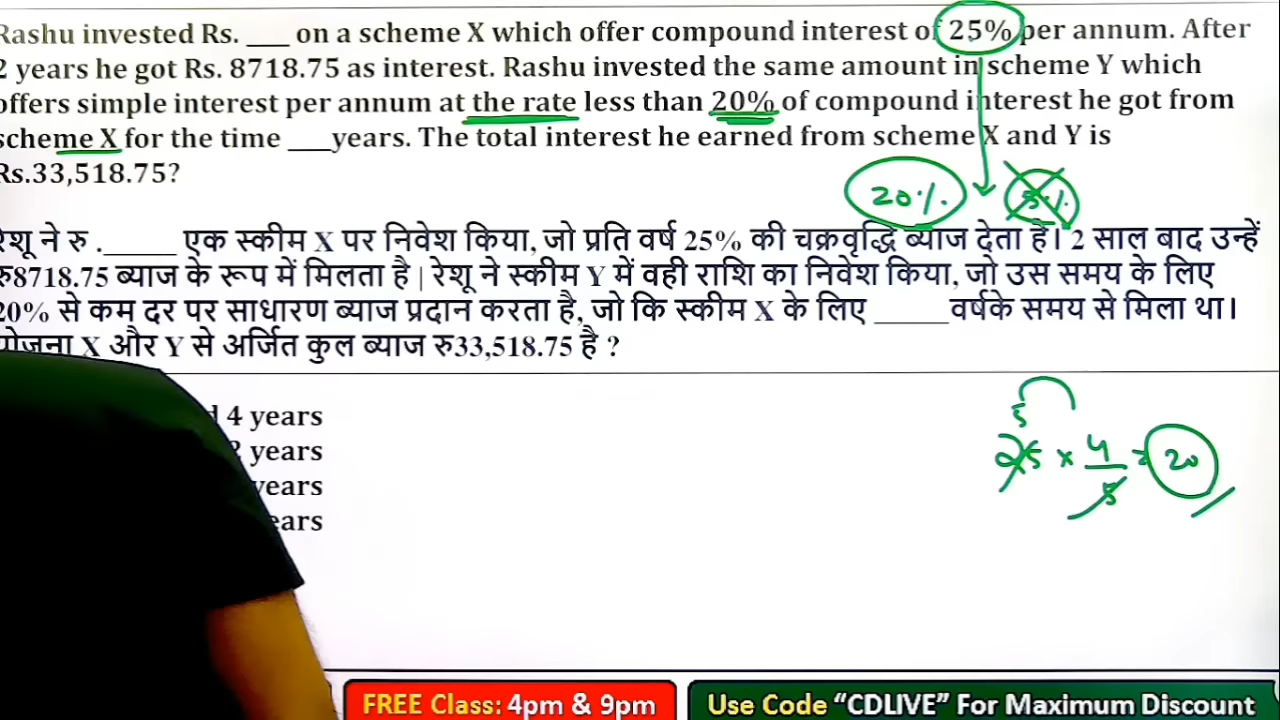 Rashu invested Rs. ___ on a scheme X which offer compound interest of 25% per annum. After
2 years he got Rs. 8718.75 as interest. Rashu invested the same amount in scheme Y which
offers simple interest per annum at the rate less than 20% of compound interest he got from
scheme X for the time ___years. The total interest he earned from scheme X and Y is
Rs.33,518.75?
20%
रेशू ने रु .______ एक स्कीम X पर निवेश किया, जो प्रति वर्ष 25% की चक्रवृद्धि ब्याज देता है। 2 साल बाद उन्हें
रु8718.75 ब्याज के रूप में मिलता है | रेशू ने स्कीम Y में वही राशि का निवेश किया, जो उस समय के लिए
20% से कम दर पर साधारण ब्याज प्रदान करता है, जो कि स्कीम X के लिए ______ वर्षके समय से मिला था।
योजना X और Y से अर्जित कुल ब्याज रु33,518.75 है ?
4 years
years
years
5
25 × 4/5 = 20
FREE Class: 4pm & 9pm
Use Code “CDLIVE” For Maximum Discount